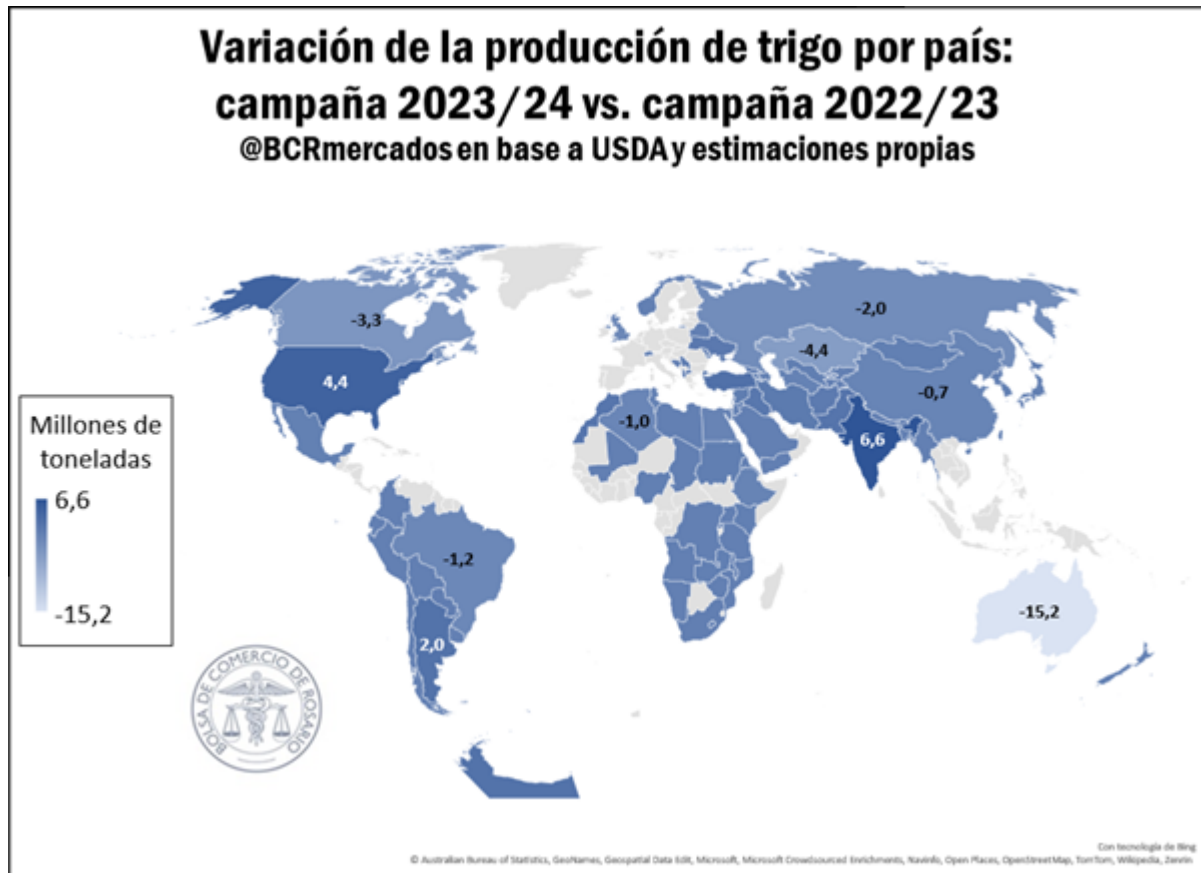 Variación de la producción de trigo por país:
campaña 2023/24 vs. campaña 2022/23
@BCRmercados en base a USDA y estimaciones propias
-3,3
-2,0
-4,4
4,4
-0,7
-1,0
6,6
Millones de
toneladas
6,6
-15,2
-1,2
-15,2
2,0
BOLSA DE COMERCIO DE ROSARIO
Con tecnología de Bing
© Australian Bureau of Statistics, GeoNames, Geospatial Data Edit, Microsoft, Microsoft Crowdsourced Enrichments, Navinfo, Open Places, OpenStreetMap, TomTom, Wikipedia, Zenrin